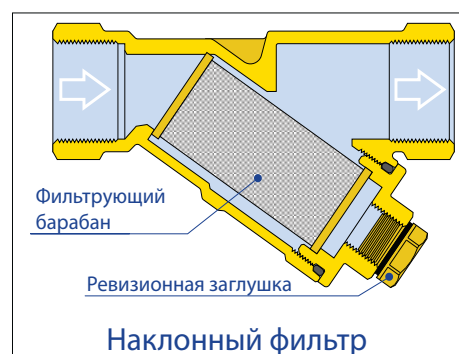 Фильтрующий
барабан
Ревизионная заглушка
Наклонный фильтр